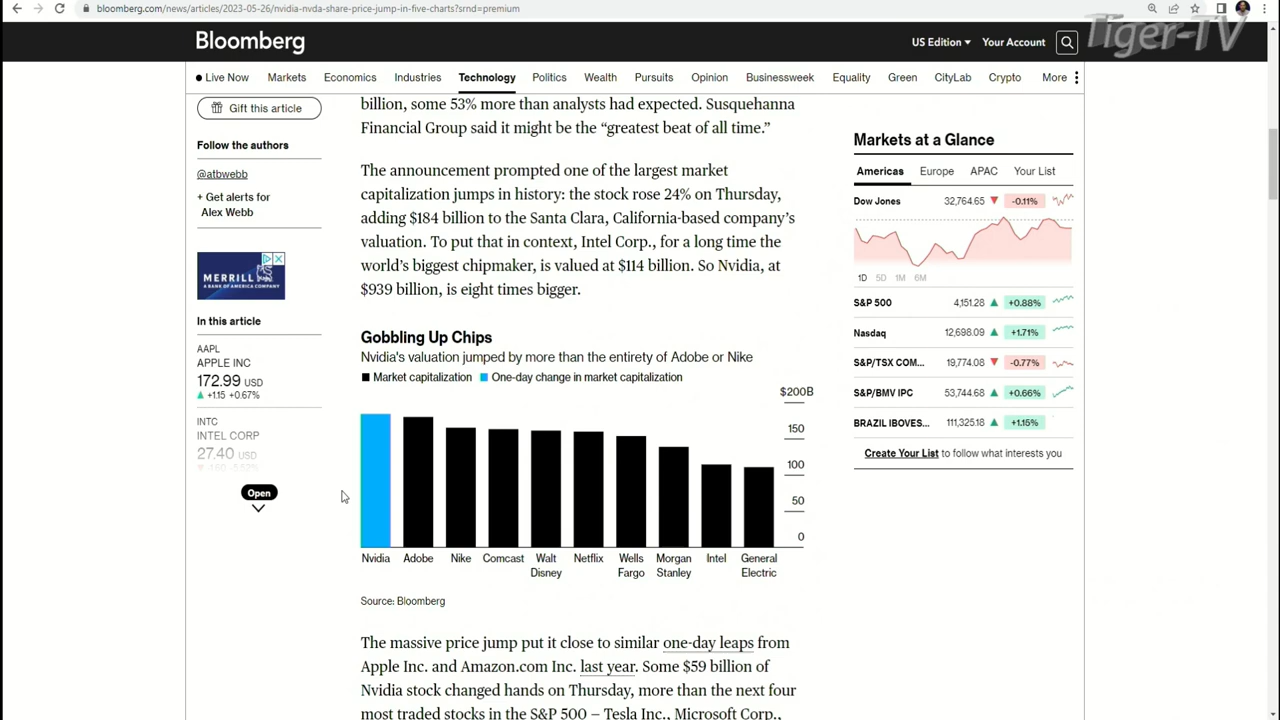 bloomberg.com/news/articles/2023-05-26/nvidia-nvda-share-price-jump-in-five-charts?srnd=premium
Tiger-TV
Bloomberg
US Edition
Your Account
Live Now Markets Economics Industries Technology Politics Wealth Pursuits Opinion Businessweek Equality Green CityLab Crypto More
Gift this article
Follow the authors
@atbwebb
+ Get alerts for
Alex Webb
MERRILL
A BANK OF AMERICA COMPANY
In this article
AAPL
APPLE INC
172.99 USD
+1.15 +0.67%
INTC
INTEL CORP
27.40 USD
Open
billion, some 53% more than analysts had expected. Susquehanna
Financial Group said it might be the “greatest beat of all time.”
The announcement prompted one of the largest market
capitalization jumps in history: the stock rose 24% on Thursday,
adding $184 billion to the Santa Clara, California-based company’s
valuation. To put that in context, Intel Corp., for a long time the
world’s biggest chipmaker, is valued at $114 billion. So Nvidia, at
$939 billion, is eight times bigger.
Gobbling Up Chips
Nvidia's valuation jumped by more than the entirety of Adobe or Nike
Market capitalization One-day change in market capitalization
$200B
150
100
50
0
Nvidia Adobe Nike Comcast Walt Disney Netflix Wells Fargo Morgan Stanley Intel General Electric
Source: Bloomberg
The massive price jump put it close to similar one-day leaps from
Apple Inc. and Amazon.com Inc. last year. Some $59 billion of
Nvidia stock changed hands on Thursday, more than the next four
most traded stocks in the S&P 500 – Tesla Inc., Microsoft Corp.,
Markets at a Glance
Americas Europe APAC Your List
Dow Jones 32,764.65 -0.11%
1D 5D 1M 6M
S&P 500 4,151.28 +0.88%
Nasdaq 12,698.09 +1.71%
S&P/TSX COM... 19,774.08 -0.77%
S&P/BMV IPC 53,744.68 +0.66%
BRAZIL IBOVES... 111,325.18 +1.15%
Create Your List to follow what interests you